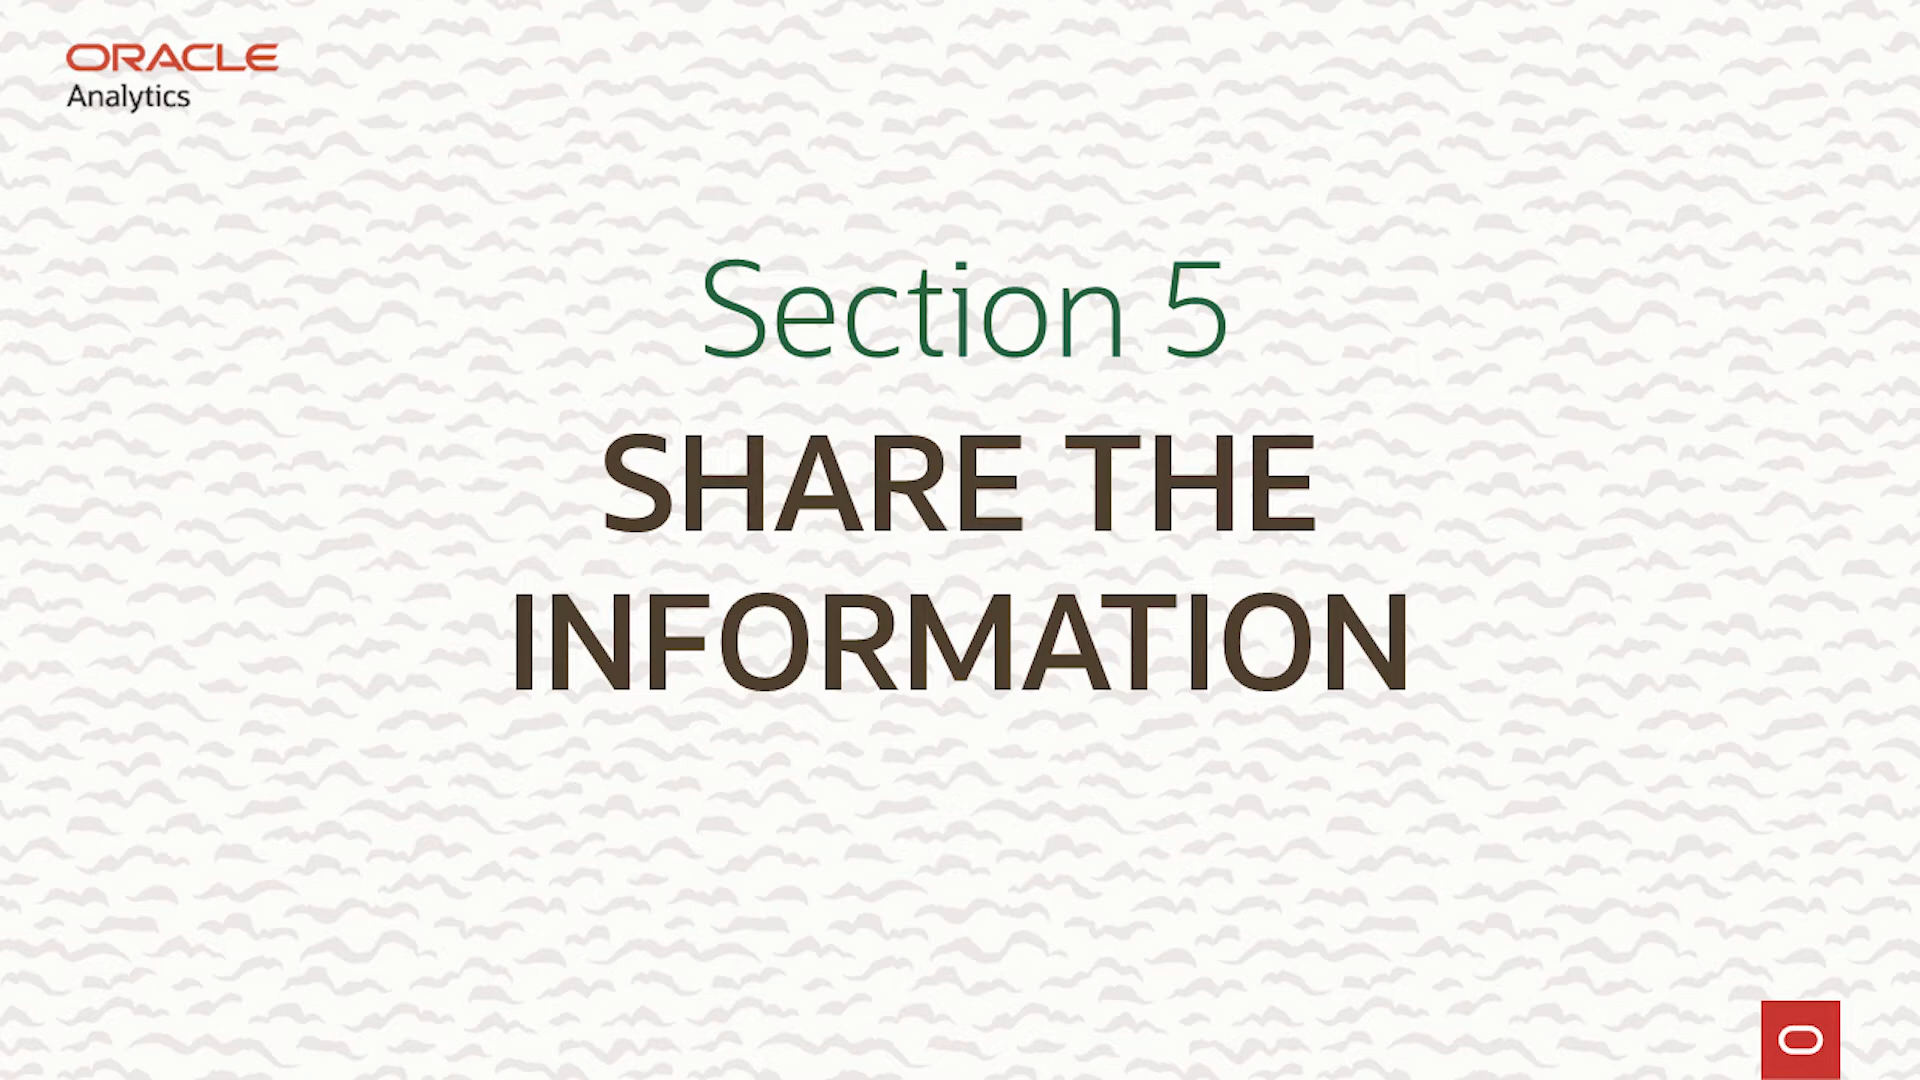 ORACLE
Analytics
Section 5
SHARE THE
INFORMATION